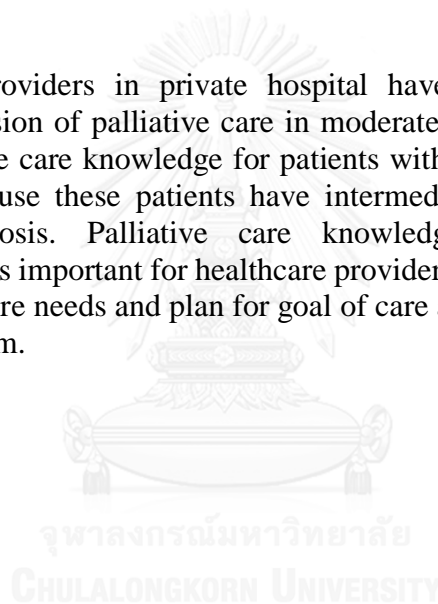 roviders in private hospital have
sion of palliative care in moderate
e care knowledge for patients with
use these patients have intermed
osis. Palliative care knowledg
s important for healthcare provider
re needs and plan for goal of care
m.
จุฬาลงกรณ์มหาวิทยาลัย
CHULALONGKORN UNIVERSITY